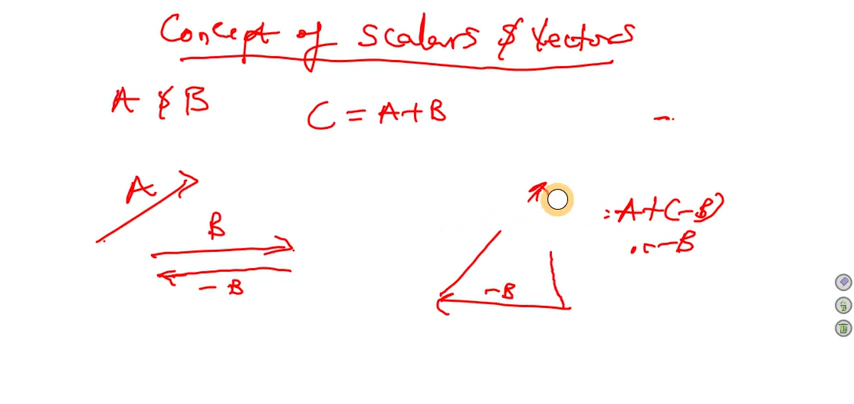 Concept of Scalars & Vectors
A & B
C = A+B
A
B
- B
-B
= A+(-B)
-B